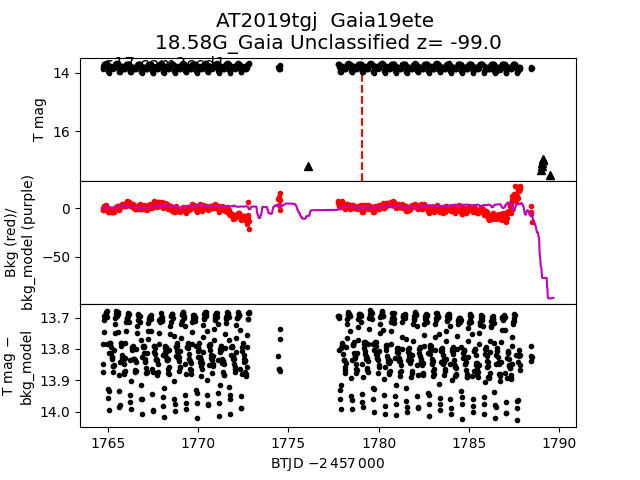 AT2019tgj  Gaia19ete
18.58G_Gaia Unclassified z= -99.0
14
16
T mag
0
−50
Bkg (red)/
bkg_model (purple)
13.7
13.8
13.9
14.0
T mag −
bkg_model
1765
1770
1775
1780
1785
1790
BTJD −2 457 000